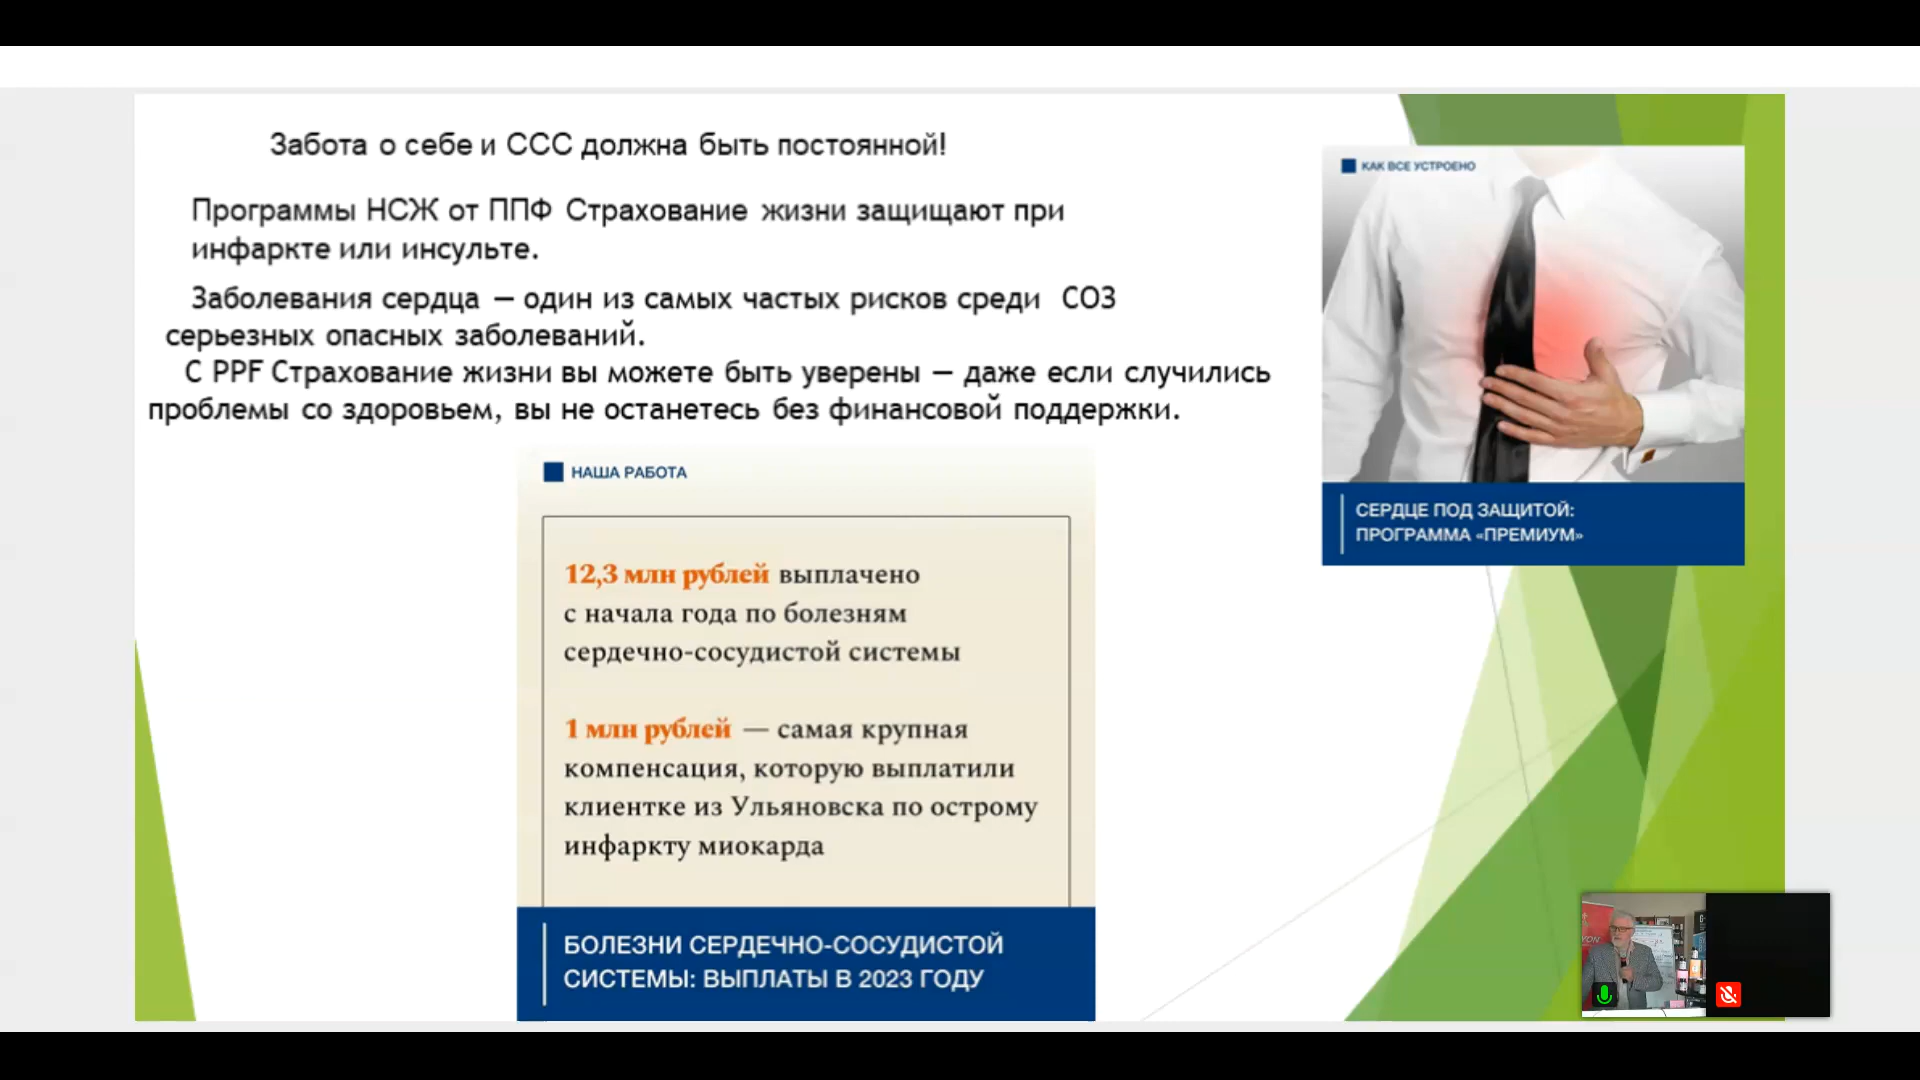 Забота о себе и ССС должна быть постоянной!
Программы НСЖ от ППФ Страхование жизни защищают при
инфаркте или инсульте.
Заболевания сердца — один из самых частых рисков среди СОЗ
серьезных опасных заболеваний.
С PPF Страхование жизни вы можете быть уверены — даже если случились
проблемы со здоровьем, вы не останетесь без финансовой поддержки.
КАК ВСЕ УСТРОЕНО
СЕРДЦЕ ПОД ЗАЩИТОЙ:
ПРОГРАММА «ПРЕМИУМ»
НАША РАБОТА
12,3 млн рублей выплачено
с начала года по болезням
сердечно-сосудистой системы
1 млн рублей — самая крупная
компенсация, которую выплатили
клиентке из Ульяновска по острому
инфаркту миокарда
БОЛЕЗНИ СЕРДЕЧНО-СОСУДИСТОЙ
СИСТЕМЫ: ВЫПЛАТЫ В 2023 ГОДУ